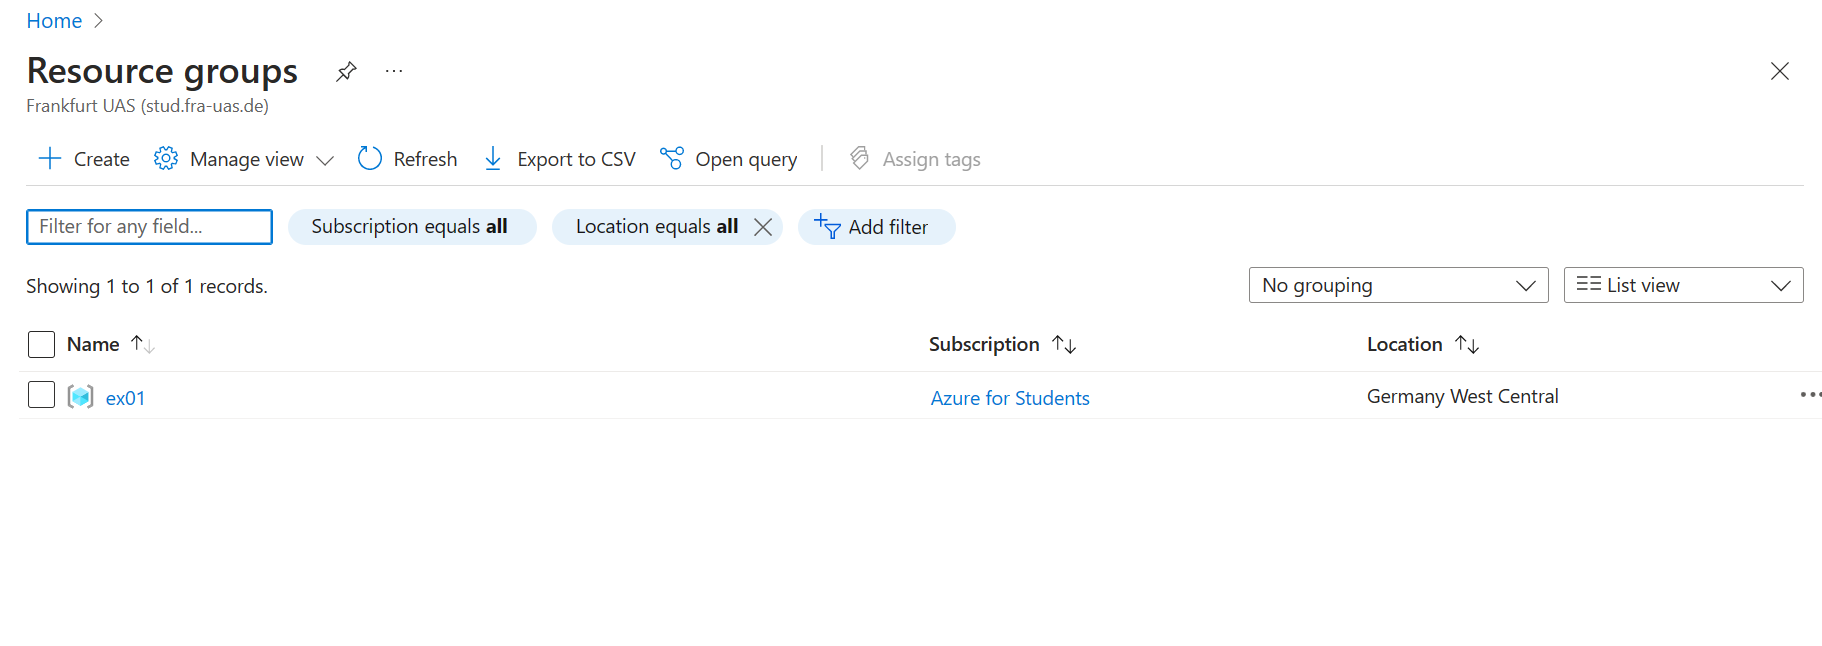 Home
Resource groups
Frankfurt UAS (stud.fra-uas.de)
Create Manage view Refresh Export to CSV Open query Assign tags
Filter for any field... Subscription equals all Location equals all Add filter
Showing 1 to 1 of 1 records. No grouping List view
Name Subscription Location
ex01 Azure for Students Germany West Central